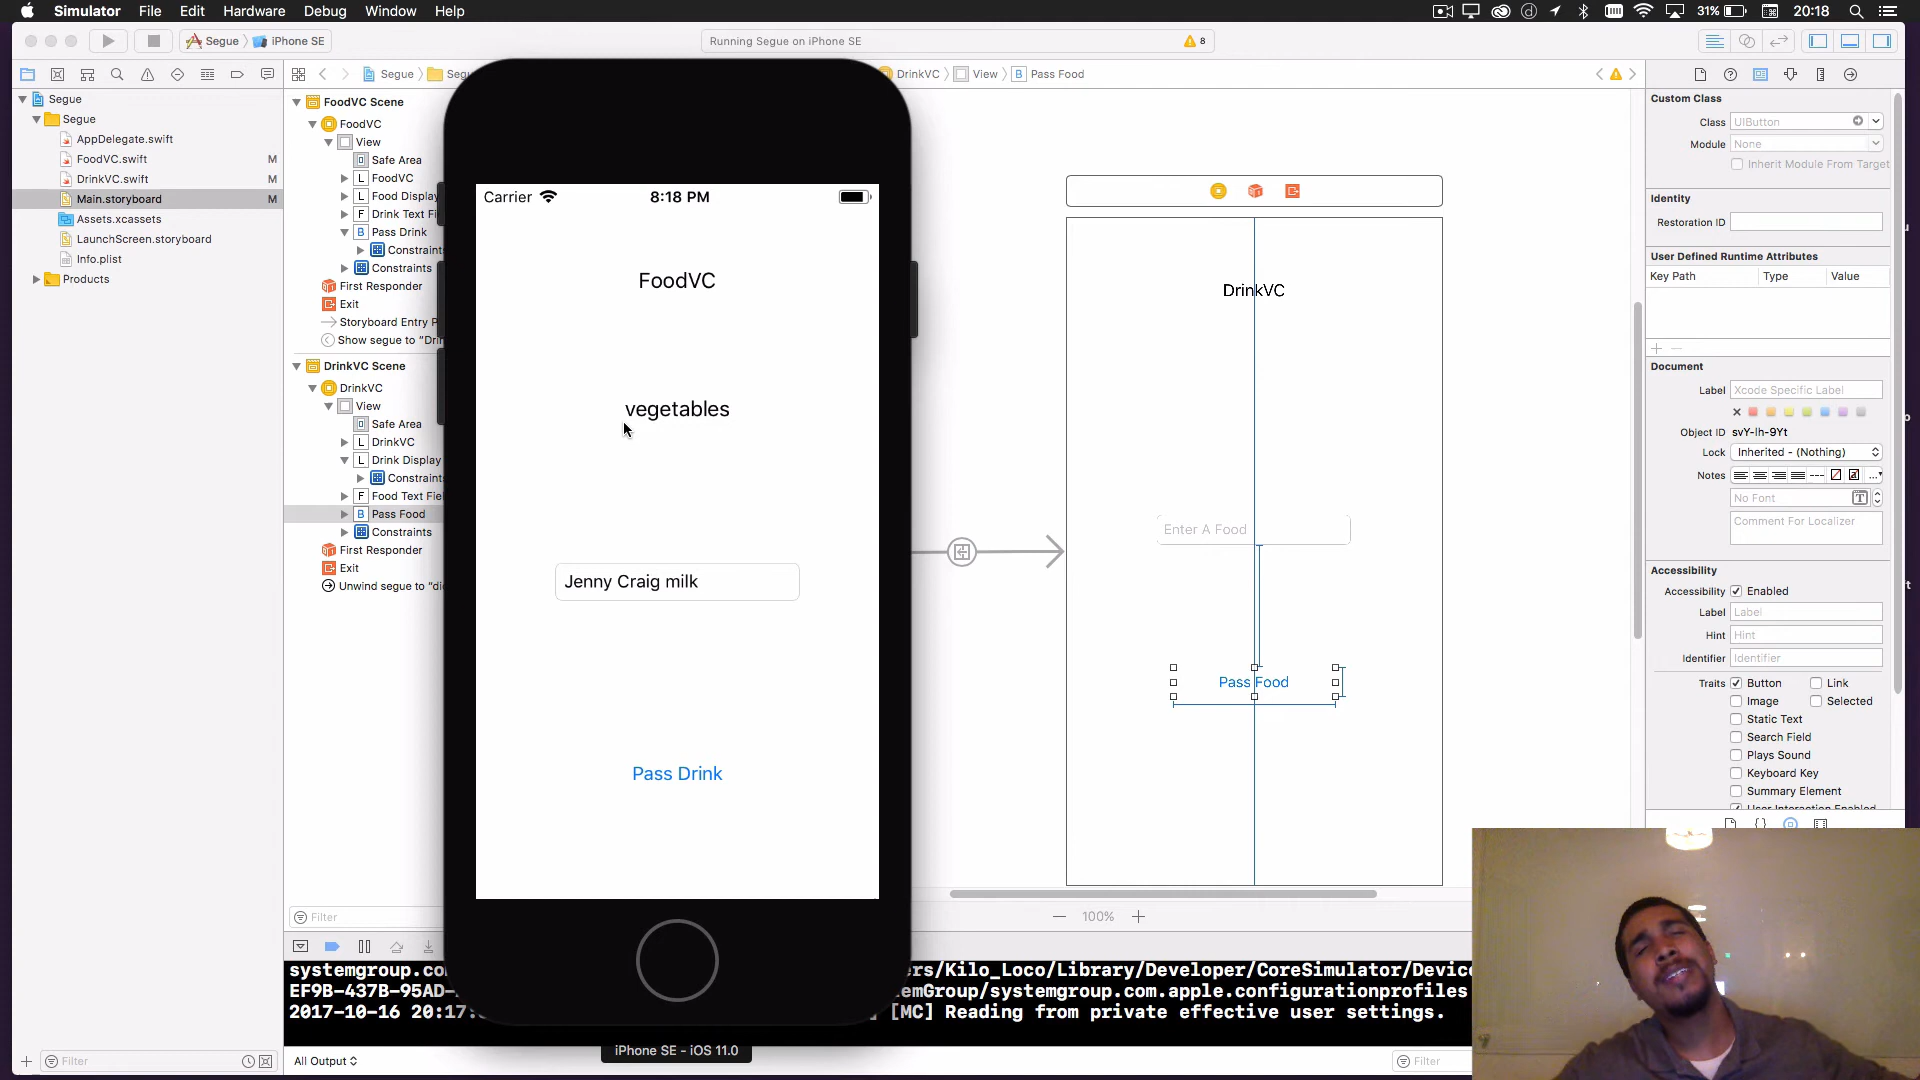 Simulator File Edit Hardware Debug Window Help 31% 20:18
Segue iPhone SE Running Segue on iPhone SE 8
Segue DrinkVC View B Pass Food
Segue
Segue
AppDelegate.swift
FoodVC.swift M
DrinkVC.swift M
Main.storyboard M
Assets.xcassets
LaunchScreen.storyboard
Info.plist
Products
FoodVC Scene
FoodVC
View
Safe Area
L FoodVC
L Food Display
F Drink Text Fi
B Pass Drink
Constraint
Constraints
First Responder
Exit
Storyboard Entry P
Show segue to "Dri
DrinkVC Scene
DrinkVC
View
Safe Area
L DrinkVC
L Drink Display
Constraint
F Food Text Fiel
B Pass Food
Constraints
First Responder
Exit
Unwind segue to "di
Filter
Carrier 8:18 PM
FoodVC
vegetables
Jenny Craig milk
Pass Drink
iPhone SE - iOS 11.0
DrinkVC
Enter A Food
Pass Food
100%
Custom Class
Class UIButton
Module None
Inherit Module From Target
Identity
Restoration ID
User Defined Runtime Attributes
Key Path Type Value
Document
Label Xcode Specific Label
Object ID svY-lh-9Yt
Lock Inherited - (Nothing)
Notes
No Font T
Comment For Localizer
Accessibility
Accessibility Enabled
Label Label
Hint Hint
Identifier Identifier
Traits Button Link
Image Selected
Static Text
Search Field
Plays Sound
Keyboard Key
Summary Element
User Interaction Enabled
systemgroup.co ers/Kilo_Loco/Library/Developer/CoreSimulator/Device
EF9B-437B-95AD- emGroup/systemgroup.com.apple.configurationprofiles
2017-10-16 20:17: [MC] Reading from private effective user settings.
Filter All Output Filter